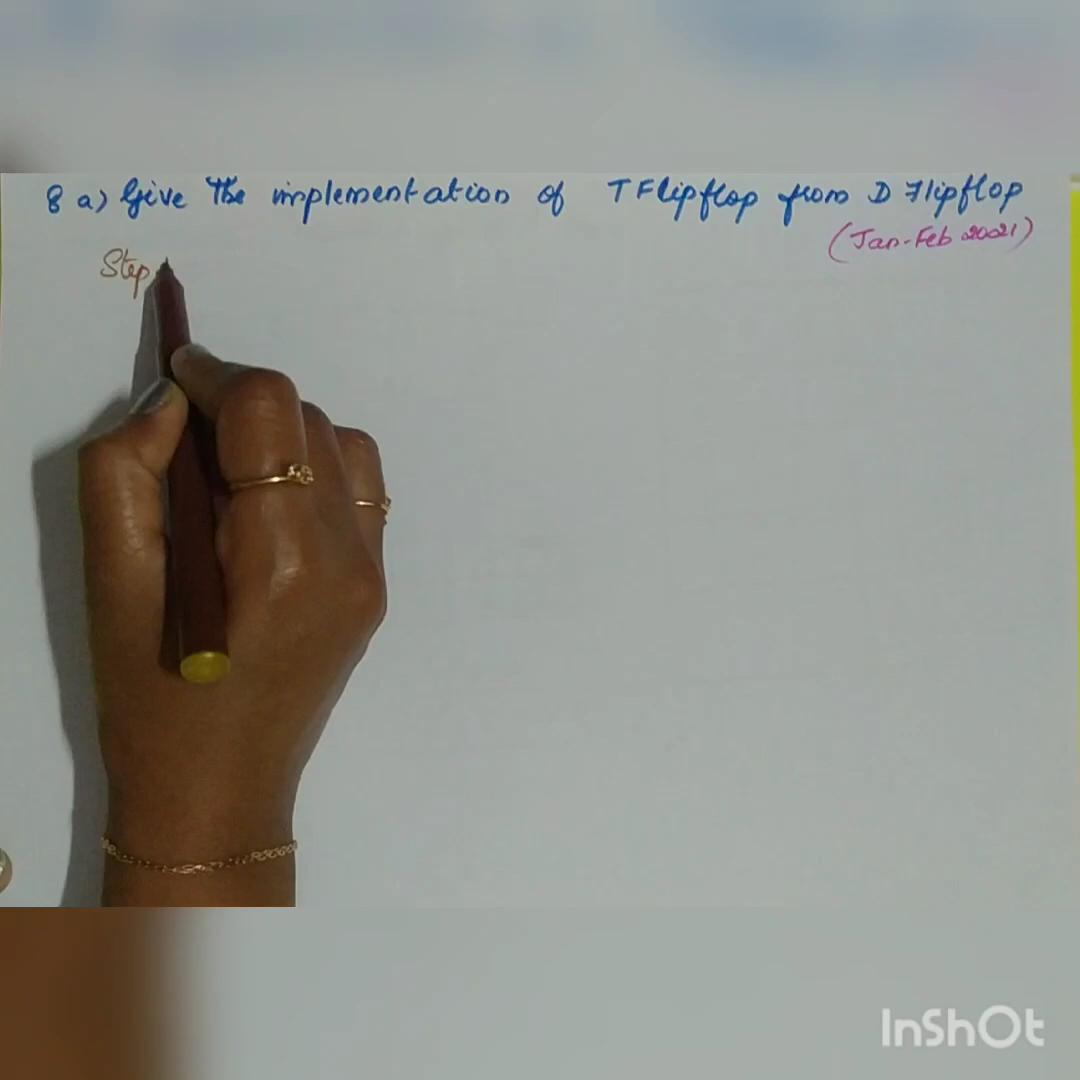 8 a) Give the implementation of T Flipflop from D Flipflop
(Jan-Feb 2021)
Step
InShOt